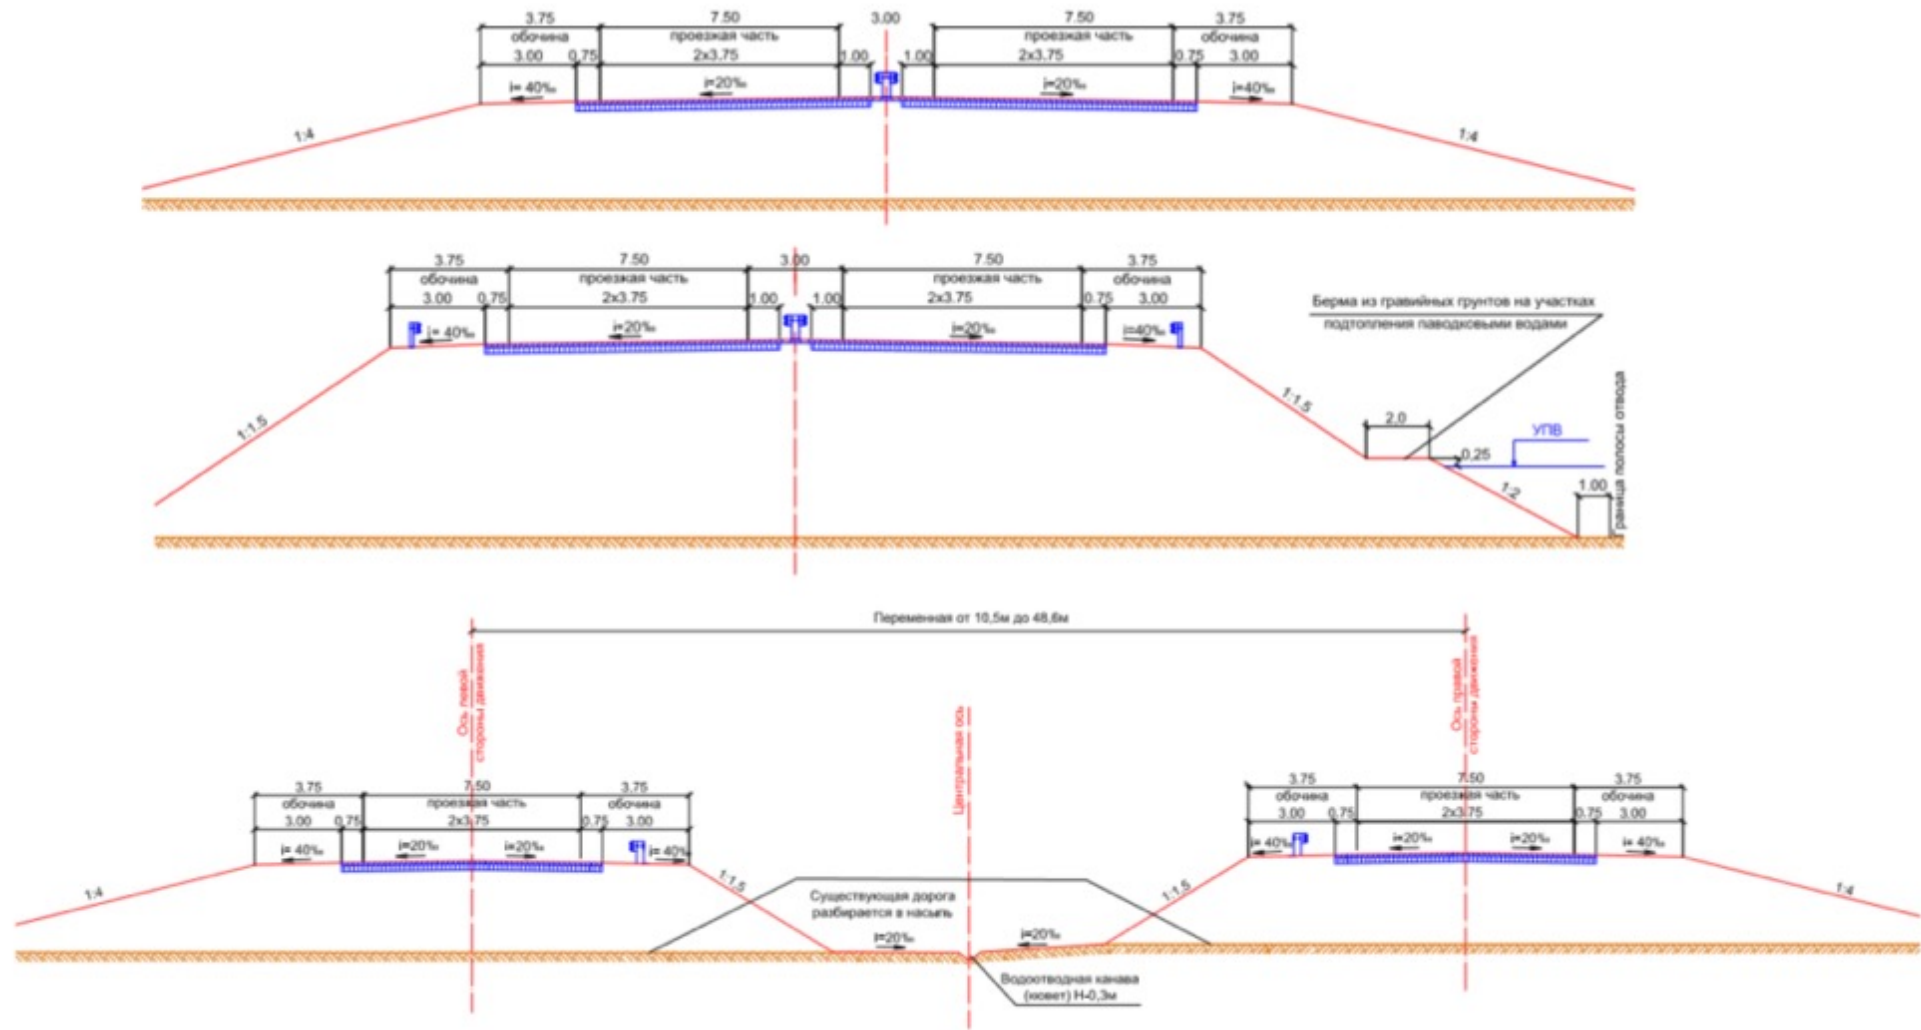 3.75 7.50 3.00 7.50 3.75
обочина проезжая часть проезжая часть обочина
3.00 0.75 2х3.75 1.00 1.00 2х3.75 0.75 3.00
i= 40‰ i=20‰ i=20‰ i=40‰
1:4 1:4
3.75 7.50 3.00 7.50 3.75
обочина проезжая часть проезжая часть обочина
3.00 0.75 2х3.75 1.00 1.00 2х3.75 0.75 3.00
i= 40‰ i=20‰ i=20‰ i=40‰
Берма из гравийных грунтов на участках
подтопления паводковыми водами
1:1.5 1:1.5
2,0
УПВ
0,25
1:2
1.00
Граница полосы отвода
Переменная от 10,5м до 48,6м
Ось левой
стороны движения
Центральная ось
Ось правой
стороны движения
3.75 7.50 3.75
обочина проезжая часть обочина
3.00 0.75 2х3.75 0.75 3.00
i= 40‰ i=20‰ i=20‰ i= 40‰
1:4 1:1.5
3.75 7.50 3.75
обочина проезжая часть обочина
3.00 0.75 2х3.75 0.75 3.00
i= 40‰ i=20‰ i=20‰ i= 40‰
1:1.5 1:4
Существующая дорога
разбирается в насыпь
i=20‰ i=20‰
Водоотводная канава
(кювет) Н-0,3м